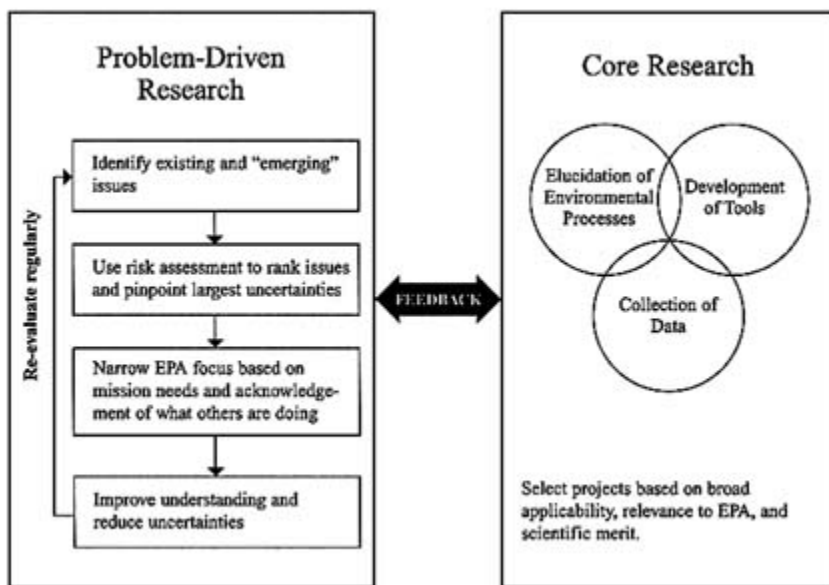 Problem-Driven
Research
Identify existing and "emerging"
issues
Use risk assessment to rank issues
and pinpoint largest uncertainties
Narrow EPA focus based on
mission needs and acknowledge-
ment of what others are doing
Improve understanding and
reduce uncertainties
Re-evaluate regularly
FEEDBACK
Core Research
Elucidation of
Environmental
Processes
Development
of Tools
Collection of
Data
Select projects based on broad
applicability, relevance to EPA, and
scientific merit.